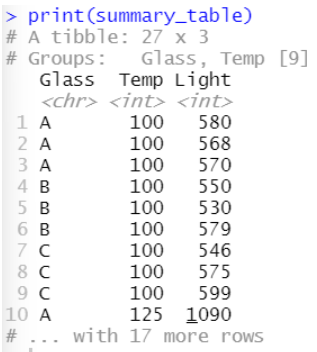 > print(summary_table)
# A tibble: 27 x 3
# Groups:   Glass, Temp [9]
   Glass  Temp Light
   <chr> <int> <int>
 1 A       100   580
 2 A       100   568
 3 A       100   570
 4 B       100   550
 5 B       100   530
 6 B       100   579
 7 C       100   546
 8 C       100   575
 9 C       100   599
10 A       125  1090
# ... with 17 more rows